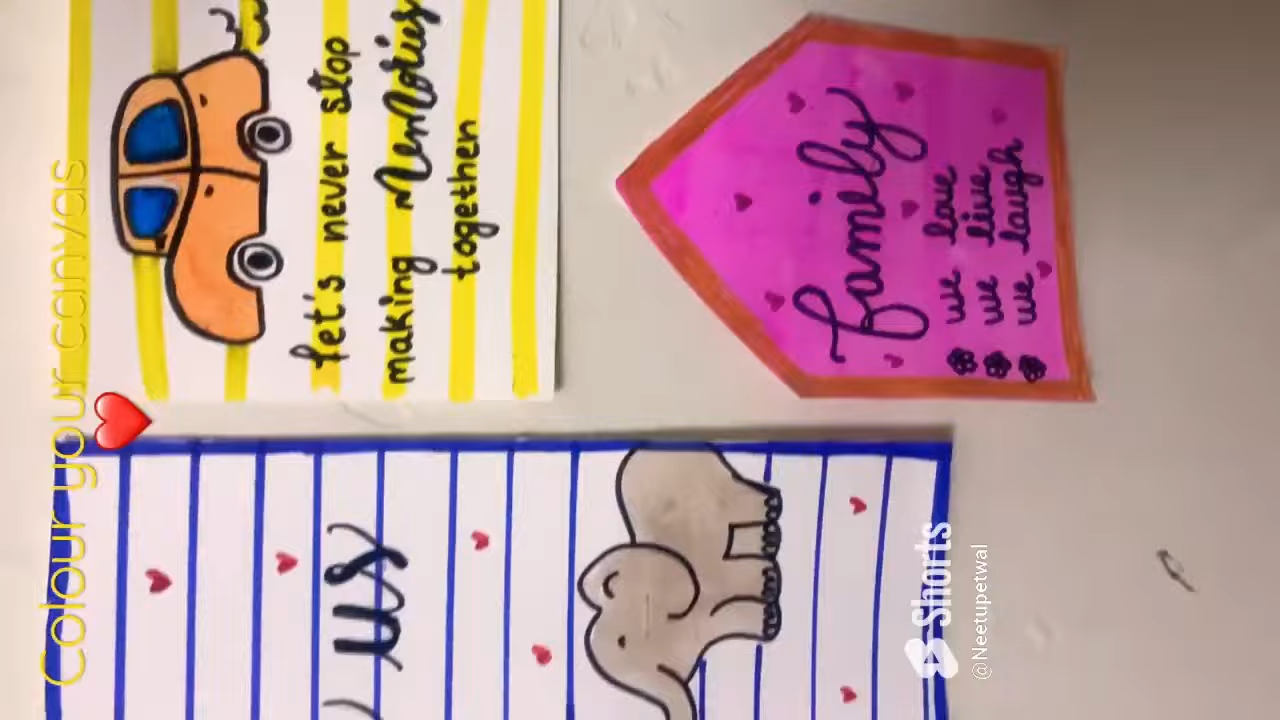 Colour your canvas
let's never stop
making Memories
together
family
we love
we live
we laugh
us
Shorts
@Neetupetwal